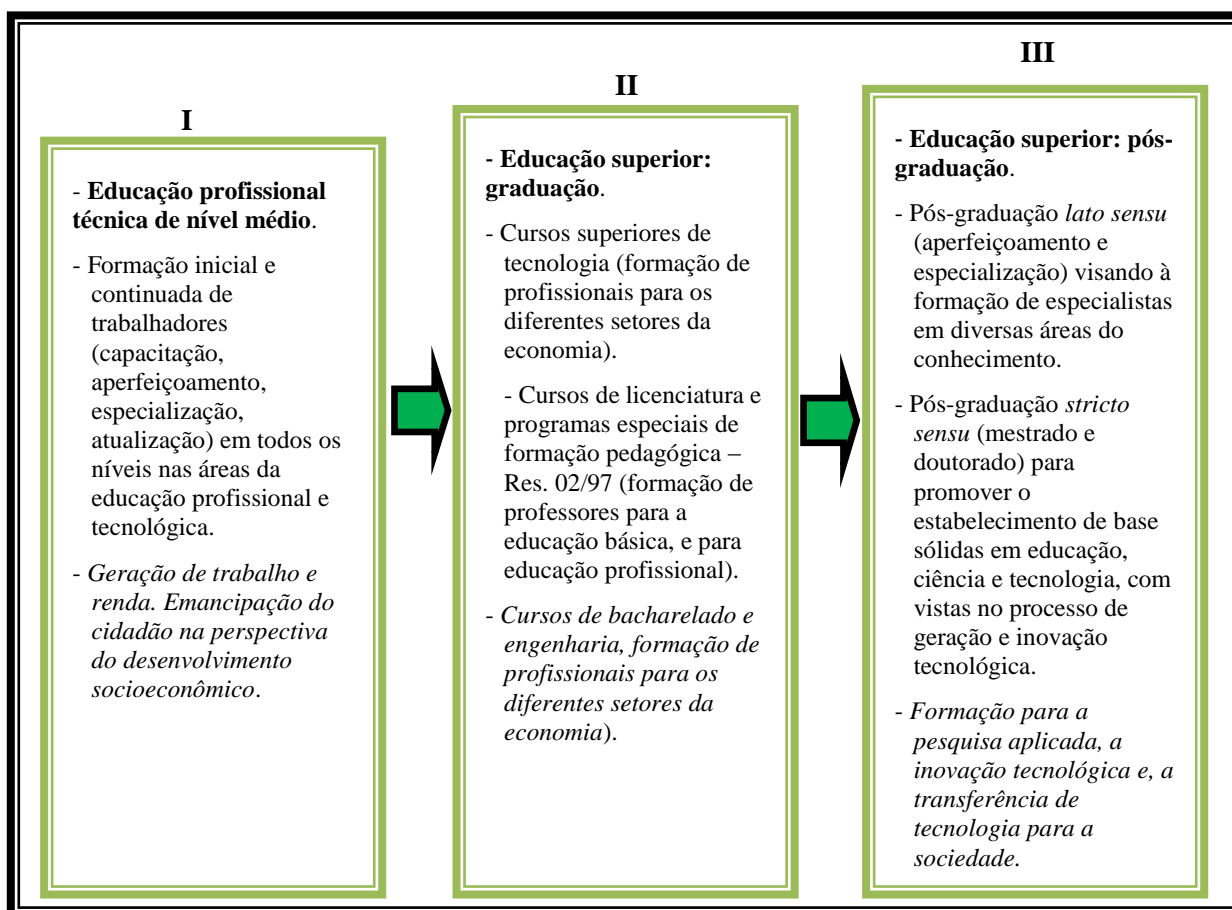 I
- Educação profissional
técnica de nível médio.
- Formação inicial e
continuada de
trabalhadores
(capacitação,
aperfeiçoamento,
especialização,
atualização) em todos os
níveis nas áreas da
educação profissional e
tecnológica.
- Geração de trabalho e
renda. Emancipação do
cidadão na perspectiva
do desenvolvimento
socioeconômico.
II
- Educação superior:
graduação.
- Cursos superiores de
tecnologia (formação de
profissionais para os
diferentes setores da
economia).
- Cursos de licenciatura e
programas especiais de
formação pedagógica –
Res. 02/97 (formação de
professores para a
educação básica, e para
educação profissional).
- Cursos de bacharelado e
engenharia, formação de
profissionais para os
diferentes setores da
economia).
III
- Educação superior: pós-
graduação.
- Pós-graduação lato sensu
(aperfeiçoamento e
especialização) visando à
formação de especialistas
em diversas áreas do
conhecimento.
- Pós-graduação stricto
sensu (mestrado e
doutorado) para
promover o
estabelecimento de base
sólidas em educação,
ciência e tecnologia, com
vistas no processo de
geração e inovação
tecnológica.
- Formação para a
pesquisa aplicada, a
inovação tecnológica e, a
transferência de
tecnologia para a
sociedade.